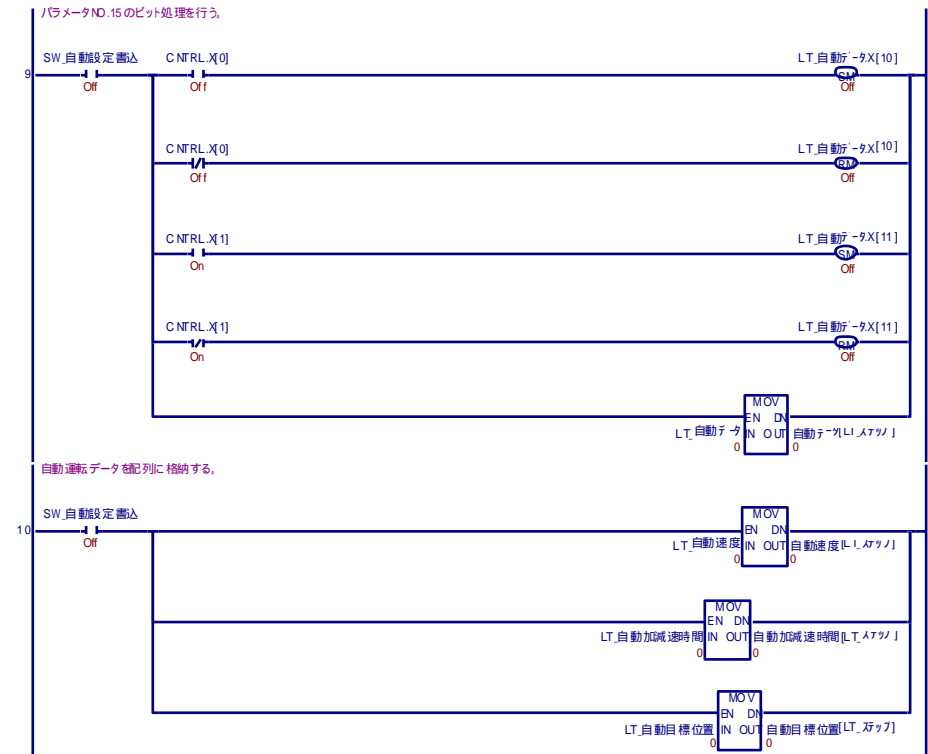 パラメータNO.15のビット処理を行う。
SW_自動設定書込 CNTRL.X[0] LT_自動データ.X[10]
9 SM
Off Off Off
CNTRL.X[0] LT_自動データ.X[10]
RM
Off Off
CNTRL.X[1] LT_自動データ.X[11]
SM
On Off
CNTRL.X[1] LT_自動データ.X[11]
RM
On Off
MOV
EN DN
LT_自動データ IN OUT 自動データ[LT_ステップ]
0 0
自動運転データを配列に格納する。
SW_自動設定書込 MOV
10 EN DN
Off LT_自動速度 IN OUT 自動速度[LT_ステップ]
0 0
MOV
EN DN
LT_自動加減速時間 IN OUT 自動加減速時間[LT_ステップ]
0 0
MOV
EN DN
LT_自動目標位置 IN OUT 自動目標位置[LT_ステップ]
0 0